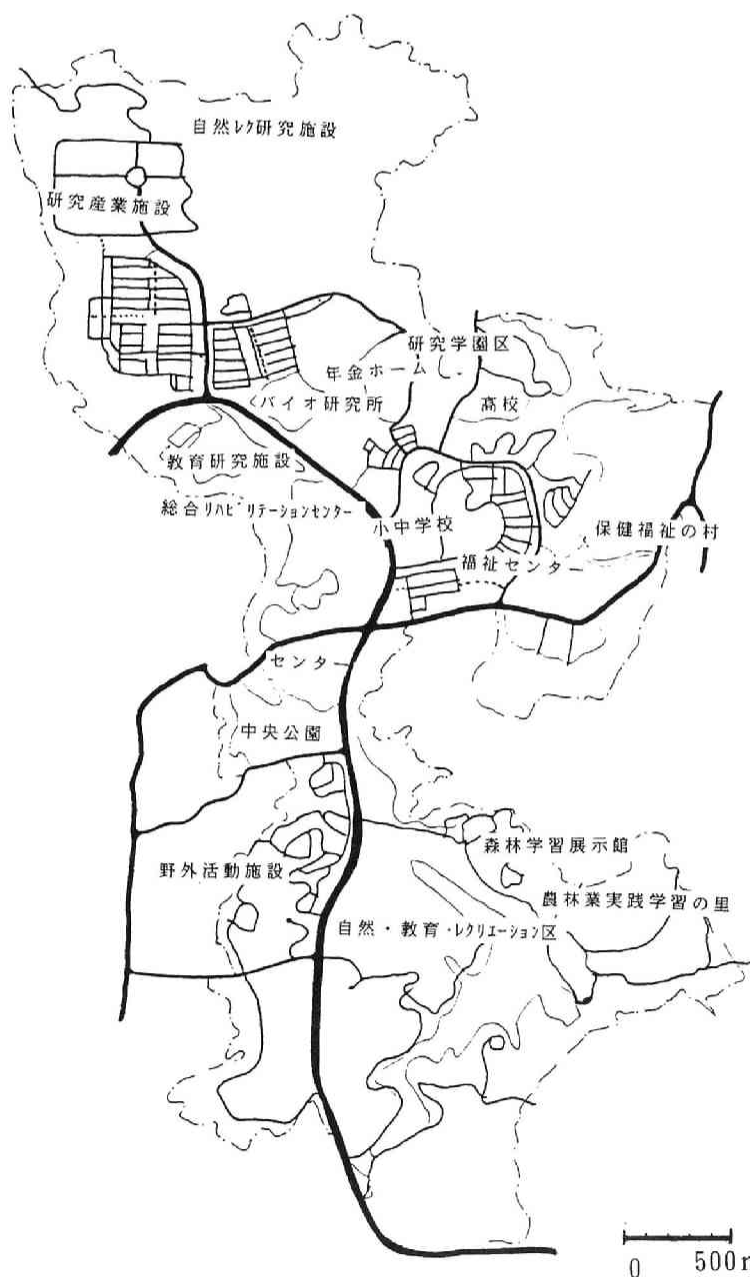 自然レク研究施設
研究産業施設
研究学園区
年金ホーム
バイオ研究所
高校
教育研究施設
総合リハビリテーションセンター
小中学校
保健福祉の村
福祉センター
センター
中央公園
森林学習展示館
野外活動施設
農林業実践学習の里
自然・教育・レクリエーション区
0 500m